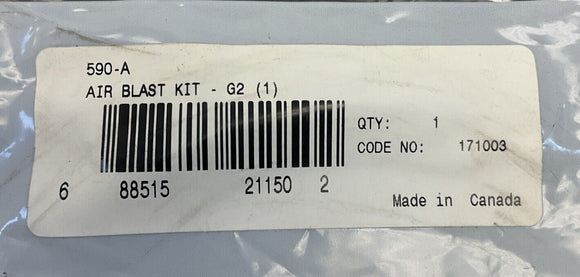 590-A
AIR BLAST KIT - G2 (1)
QTY: 1
CODE NO: 171003
6 88515 21150 2
Made in Canada